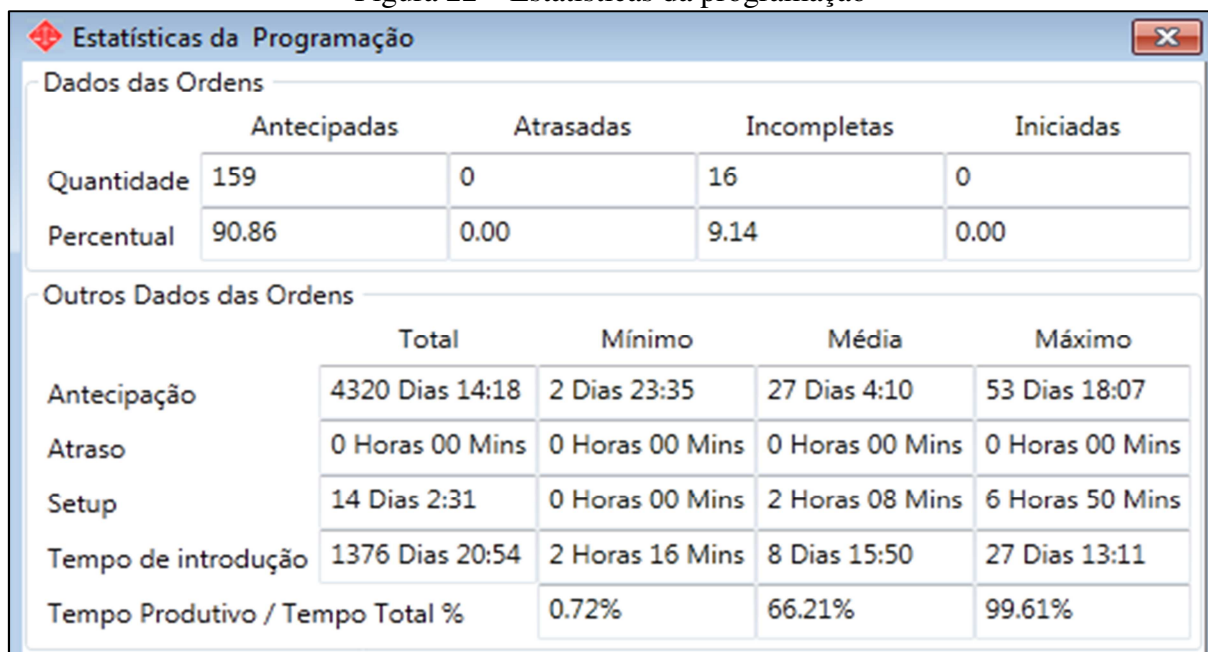 Figura 22 – Estatísticas da programação
Estatísticas da Programação
Dados das Ordens
Antecipadas Atrasadas Incompletas Iniciadas
Quantidade 159 0 16 0
Percentual 90.86 0.00 9.14 0.00
Outros Dados das Ordens
Total Mínimo Média Máximo
Antecipação 4320 Dias 14:18 2 Dias 23:35 27 Dias 4:10 53 Dias 18:07
Atraso 0 Horas 00 Mins 0 Horas 00 Mins 0 Horas 00 Mins 0 Horas 00 Mins
Setup 14 Dias 2:31 0 Horas 00 Mins 2 Horas 08 Mins 6 Horas 50 Mins
Tempo de introdução 1376 Dias 20:54 2 Horas 16 Mins 8 Dias 15:50 27 Dias 13:11
Tempo Produtivo / Tempo Total % 0.72% 66.21% 99.61%